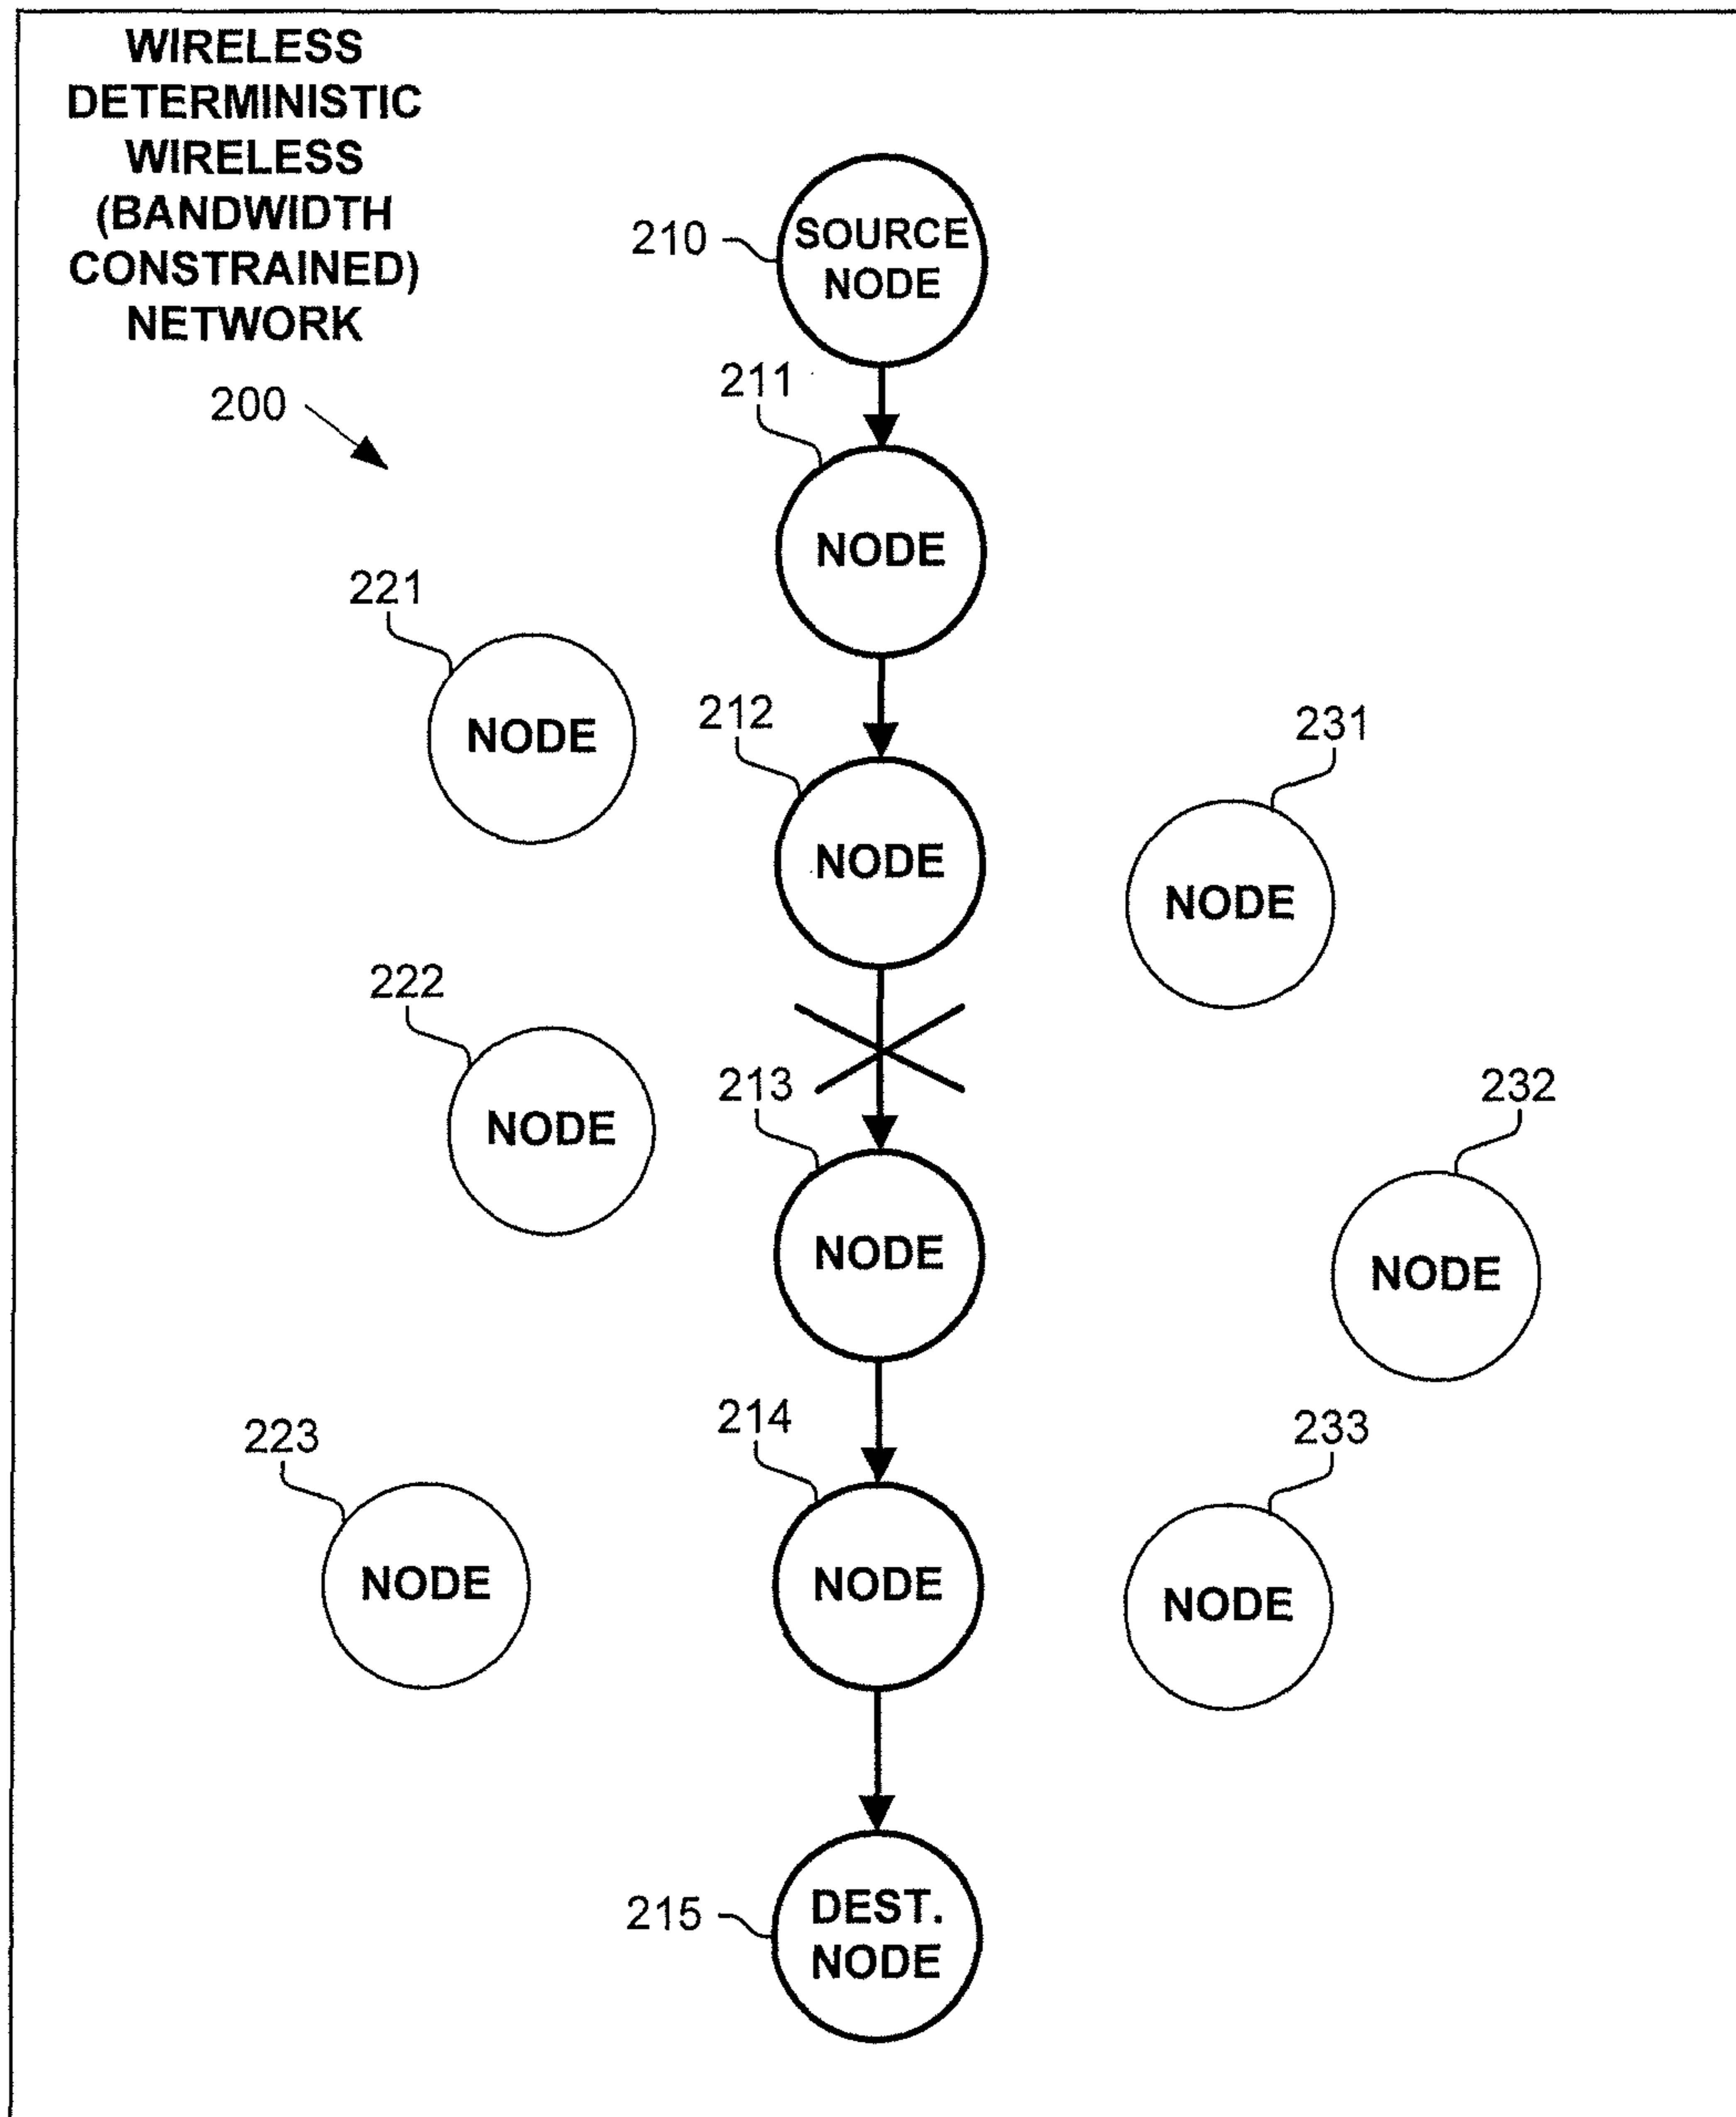 WIRELESS
DETERMINISTIC
WIRELESS
(BANDWIDTH
CONSTRAINED)
NETWORK
200
210
SOURCE
NODE
211
NODE
221
NODE
212
NODE
231
NODE
222
NODE
213
NODE
232
NODE
223
NODE
214
NODE
233
NODE
215
DEST.
NODE